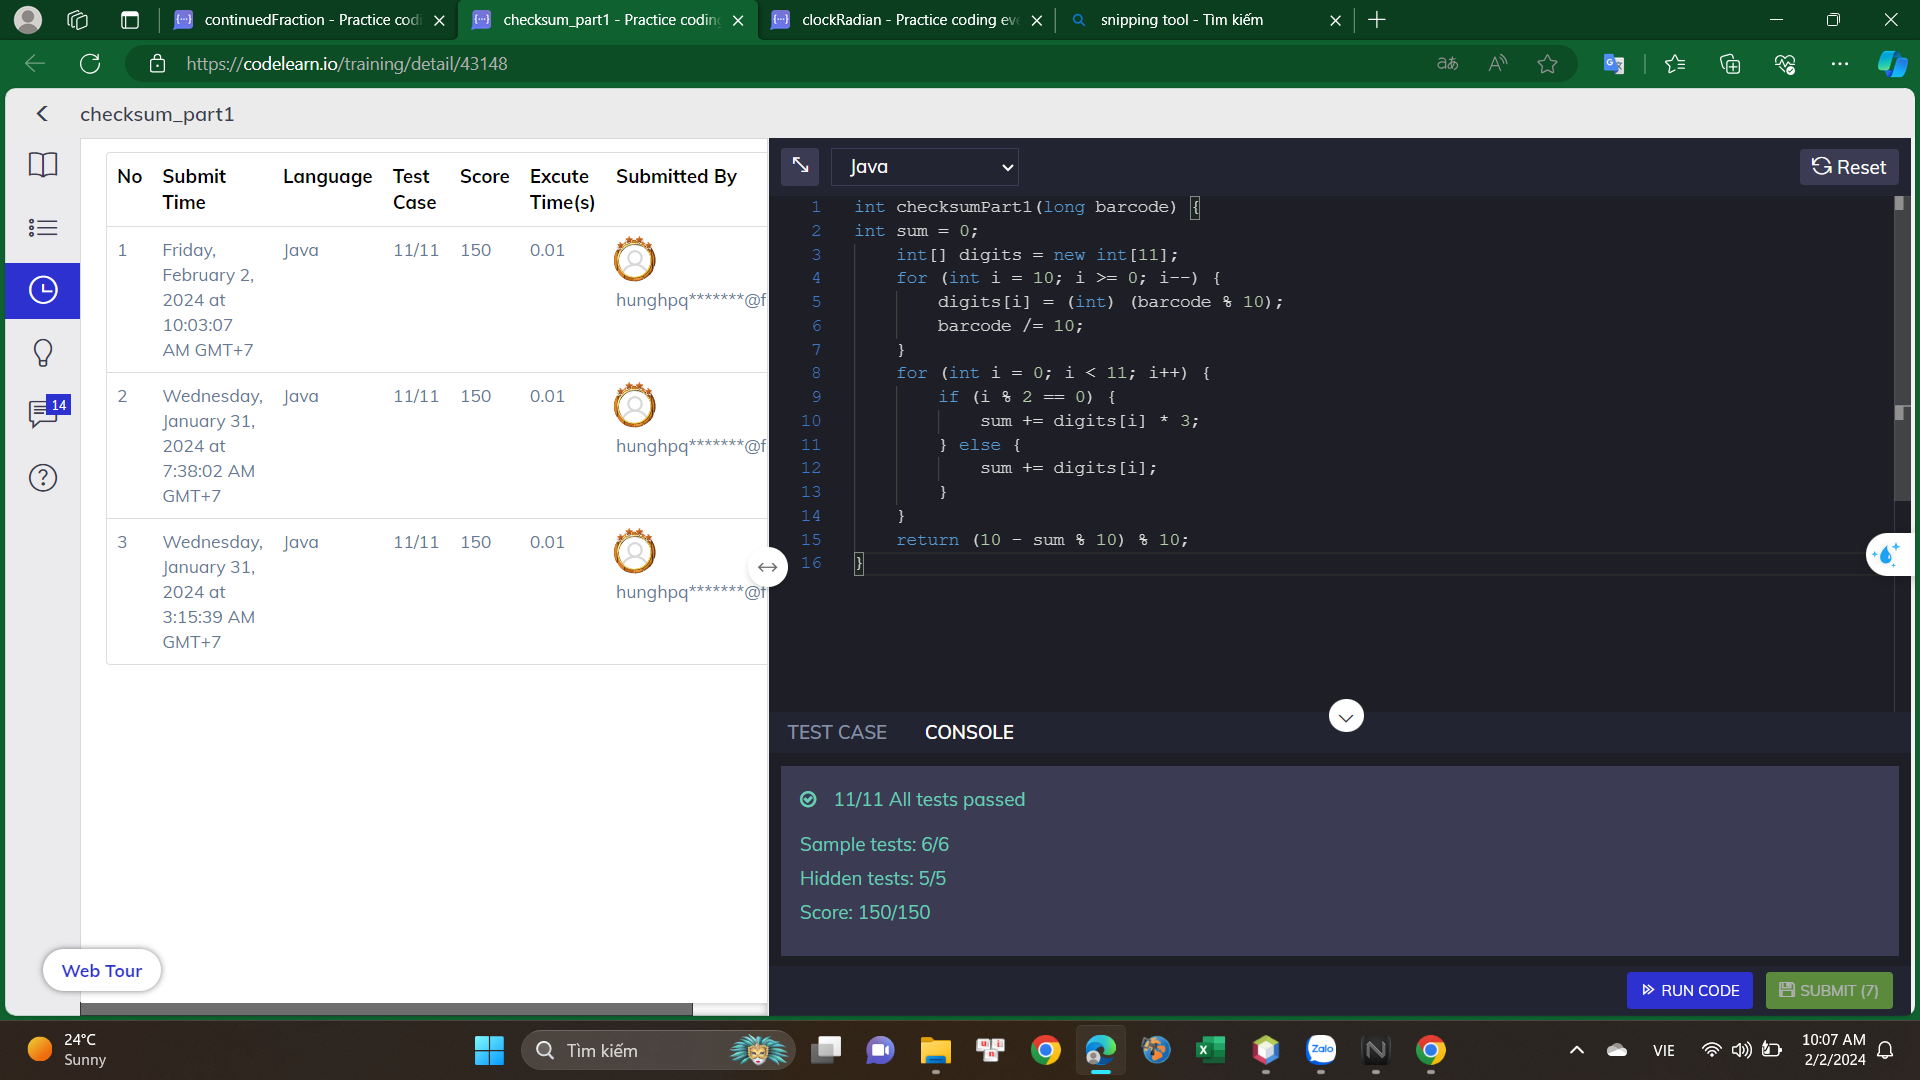 continuedFraction - Practice codi
checksum_part1 - Practice coding
clockRadian - Practice coding eve
snipping tool - Tìm kiếm
https://codelearn.io/training/detail/43148
checksum_part1
No Submit Time Language Test Case Score Excute Time(s) Submitted By
1 Friday, February 2, 2024 at 10:03:07 AM GMT+7 Java 11/11 150 0.01 hunghpq*******@f
2 Wednesday, January 31, 2024 at 7:38:02 AM GMT+7 Java 11/11 150 0.01 hunghpq*******@f
3 Wednesday, January 31, 2024 at 3:15:39 AM GMT+7 Java 11/11 150 0.01 hunghpq*******@f
14
Web Tour
Java
Reset
1 int checksumPart1(long barcode) {
2 int sum = 0;
3 int[] digits = new int[11];
4 for (int i = 10; i >= 0; i--) {
5 digits[i] = (int) (barcode % 10);
6 barcode /= 10;
7 }
8 for (int i = 0; i < 11; i++) {
9 if (i % 2 == 0) {
10 sum += digits[i] * 3;
11 } else {
12 sum += digits[i];
13 }
14 }
15 return (10 - sum % 10) % 10;
16 }
TEST CASE CONSOLE
11/11 All tests passed
Sample tests: 6/6
Hidden tests: 5/5
Score: 150/150
RUN CODE
SUBMIT (7)
24°C
Sunny
Tìm kiếm
Zalo
VIE
10:07 AM
2/2/2024